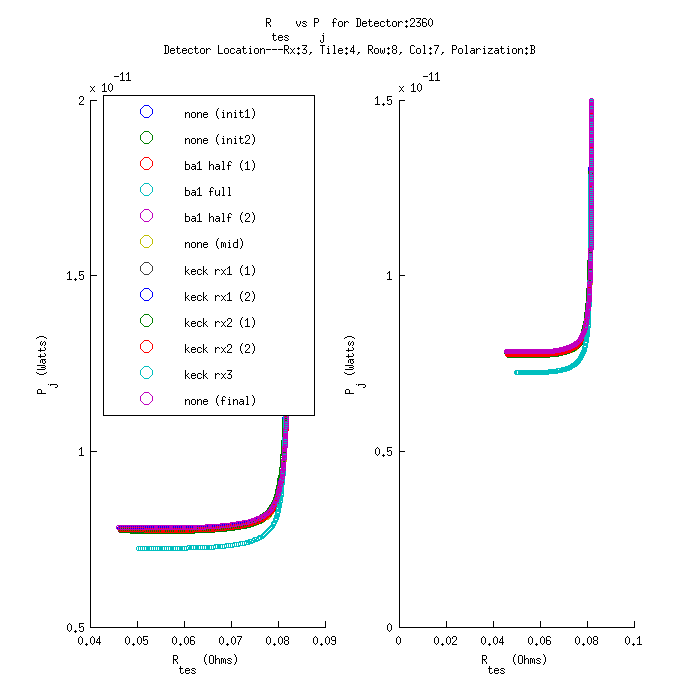 R    vs P  for Detector:2360
tes     j
Detector Location---Rx:3, Tile:4, Row:8, Col:7, Polarization:B
x 10^-11
2
1.5
1
0.5
0.04 0.05 0.06 0.07 0.08 0.09
R    (Ohms)
tes
P  (Watts)
j
none (init1)
none (init2)
ba1 half (1)
ba1 full
ba1 half (2)
none (mid)
keck rx1 (1)
keck rx1 (2)
keck rx2 (1)
keck rx2 (2)
keck rx3
none (final)
x 10^-11
1.5
1
0.5
0
0 0.02 0.04 0.06 0.08 0.1
R    (Ohms)
tes
P  (Watts)
j